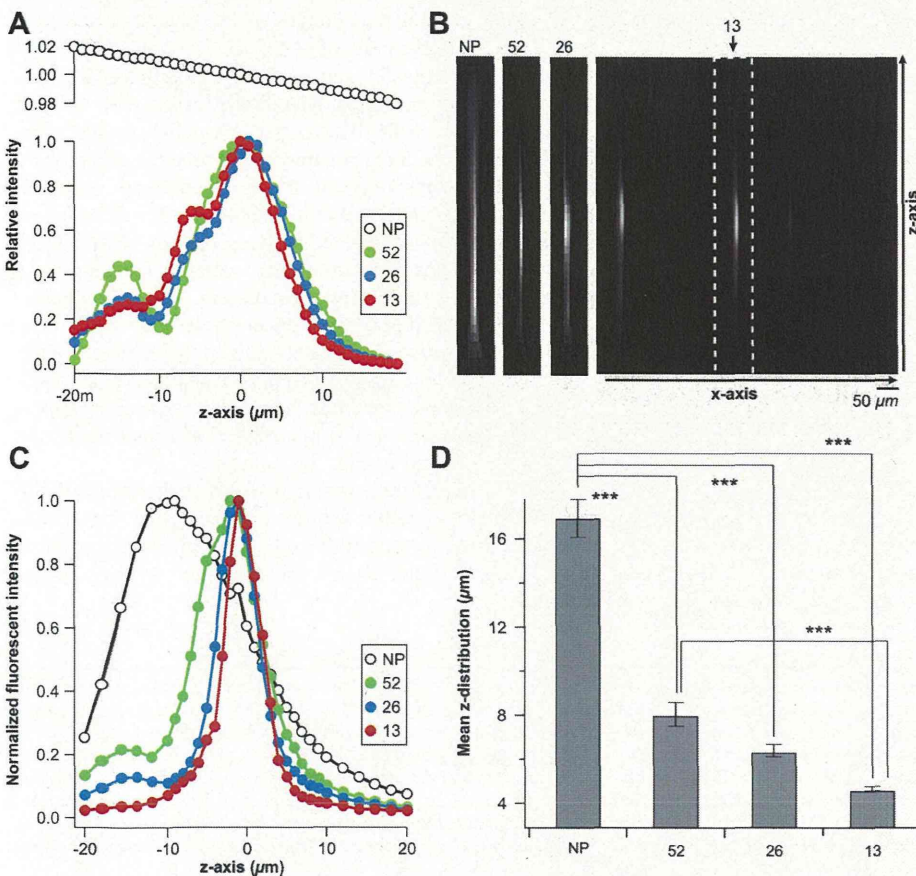 A
1.02
1.00
0.98
1.0
0.8
0.6
0.4
0.2
0.0
Relative intensity
NP
52
26
13
-20m
-10
0
10
z-axis (µm)
B
NP
52
26
13
z-axis
x-axis
50 µm
C
1.0
0.8
0.6
0.4
0.2
0.0
Normalized fluorescent intensity
NP
52
26
13
-20
-10
0
10
20
z-axis (µm)
D
***
***
***
***
16
12
8
4
Mean z-distribution (µm)
NP
52
26
13